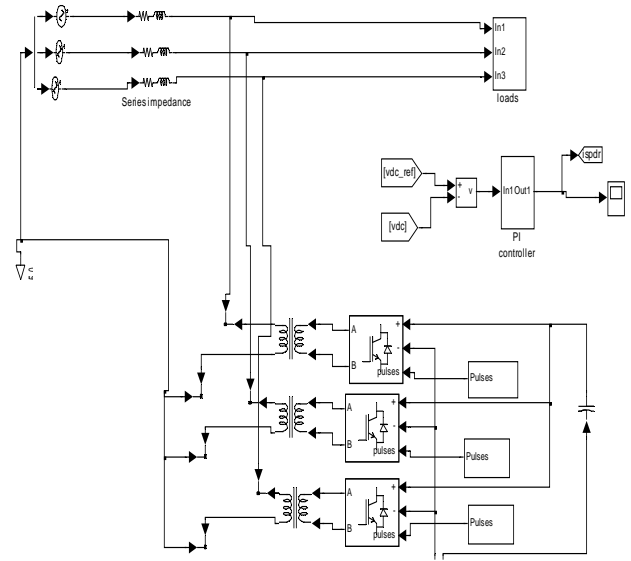 In1
In2
In3
Series impedance
loads
[vdc_ref]
[vdc]
+
-
v
In1 Out1
ispdr
PI
controller
A
B
+
-
pulses
Pulses
A
B
+
-
pulses
Pulses
A
B
+
-
pulses
Pulses